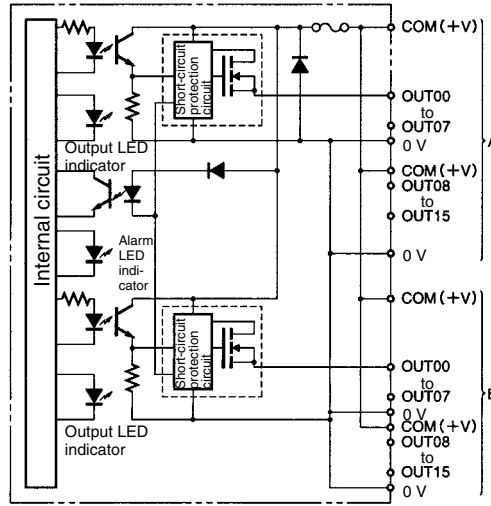 Internal circuit
Short-circuit
protection
circuit
Output LED
indicator
Alarm
LED
indi-
cator
Short-circuit
protection
circuit
Output LED
indicator
COM (+V)
OUT00
to
OUT07
0 V
COM (+V)
OUT08
to
OUT15
0 V
A
COM (+V)
OUT00
to
OUT07
0 V
COM (+V)
OUT08
to
OUT15
0 V